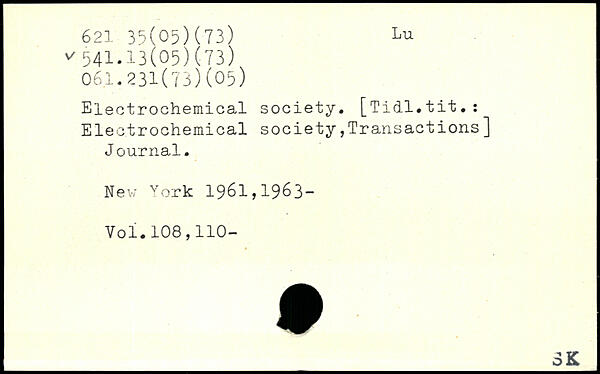 621 35(05)(73) Lu
✓ 541.13(05)(73)
061.231(73)(05)
Electrochemical society. [Tidl.tit.:
Electrochemical society,Transactions]
Journal.
New York 1961,1963-
Vol.108,110-
SK